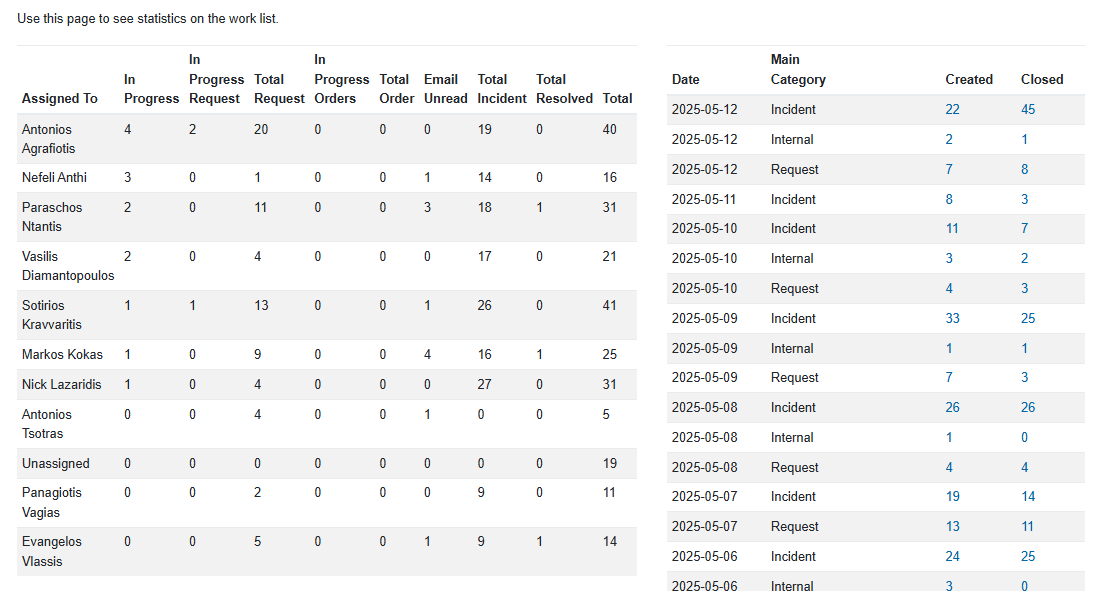 Use this page to see statistics on the work list.
Assigned To In Progress In Progress Request Total Request In Progress Orders Total Order Email Unread Total Incident Total Resolved Total
Antonios Agrafiotis 4 2 20 0 0 0 19 0 40
Nefeli Anthi 3 0 1 0 0 1 14 0 16
Paraschos Ntantis 2 0 11 0 0 3 18 1 31
Vasilis Diamantopoulos 2 0 4 0 0 0 17 0 21
Sotirios Kravvaritis 1 1 13 0 0 1 26 0 41
Markos Kokas 1 0 9 0 0 4 16 1 25
Nick Lazaridis 1 0 4 0 0 0 27 0 31
Antonios Tsotras 0 0 4 0 0 1 0 0 5
Unassigned 0 0 0 0 0 0 0 0 19
Panagiotis Vagias 0 0 2 0 0 0 9 0 11
Evangelos Vlassis 0 0 5 0 0 1 9 1 14
Date Main Category Created Closed
2025-05-12 Incident 22 45
2025-05-12 Internal 2 1
2025-05-12 Request 7 8
2025-05-11 Incident 8 3
2025-05-10 Incident 11 7
2025-05-10 Internal 3 2
2025-05-10 Request 4 3
2025-05-09 Incident 33 25
2025-05-09 Internal 1 1
2025-05-09 Request 7 3
2025-05-08 Incident 26 26
2025-05-08 Internal 1 0
2025-05-08 Request 4 4
2025-05-07 Incident 19 14
2025-05-07 Request 13 11
2025-05-06 Incident 24 25
2025-05-06 Internal 3 0